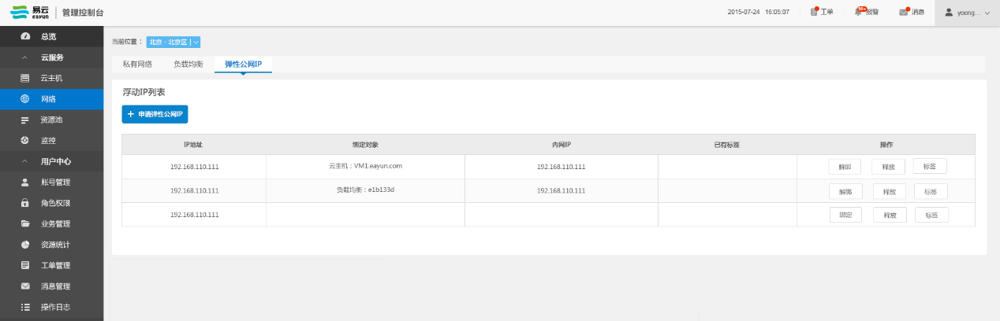 易云 eayun 管理控制台 2015-07-24 16:05:07 工单 99+ 报警 消息 yoong...
总览
云服务
云主机
网络
资源池
监控
用户中心
账号管理
角色权限
业务管理
资源统计
工单管理
消息管理
操作日志
当前位置： 北京 - 北京区
私有网络 负载均衡 弹性公网IP
浮动IP列表
+ 申请弹性公网IP
IP地址 绑定对象 内网IP 已有标签 操作
192.168.110.111 云主机：VM1.eayun.com 192.168.110.111 解绑 释放 标签
192.168.110.111 负载均衡：e1b133d 192.168.110.111 解绑 释放 标签
192.168.110.111 绑定 释放 标签